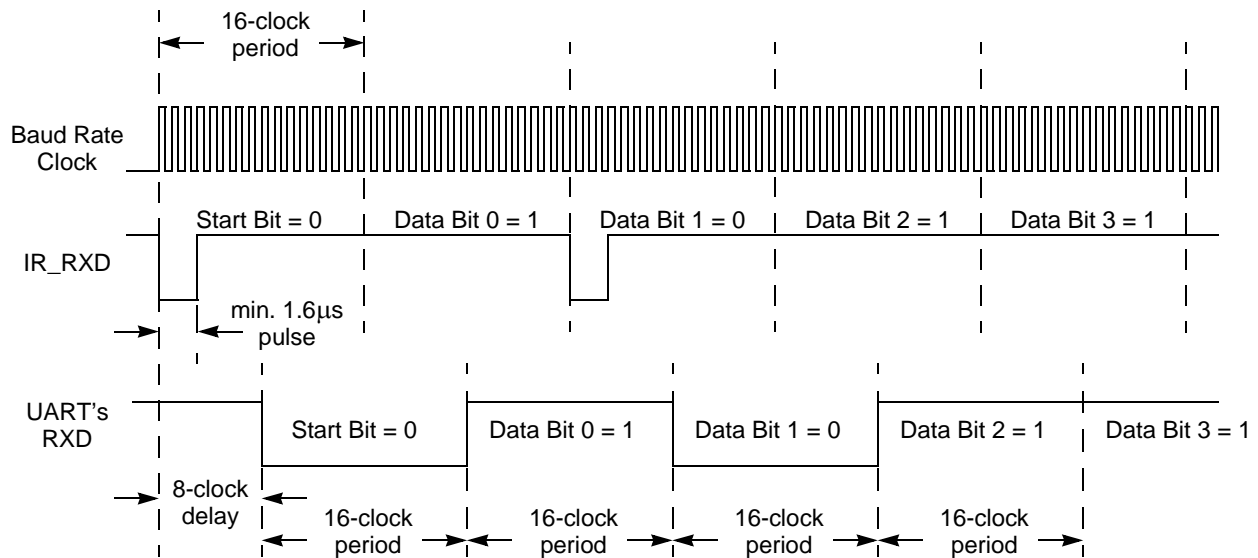 16-clock
period
Baud Rate
Clock
Start Bit = 0
Data Bit 0 = 1
Data Bit 1 = 0
Data Bit 2 = 1
Data Bit 3 = 1
IR_RXD
min. 1.6μs
pulse
UART's
RXD
Start Bit = 0
Data Bit 0 = 1
Data Bit 1 = 0
Data Bit 2 = 1
Data Bit 3 = 1
8-clock
delay
16-clock
period
16-clock
period
16-clock
period
16-clock
period